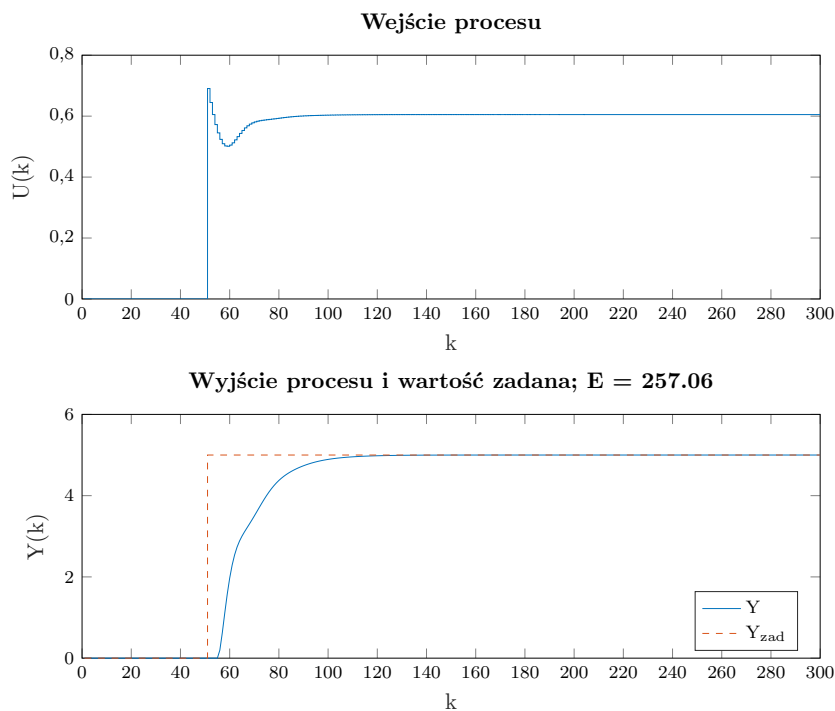 Wejście procesu
0,8
0,6
0,4
0,2
0
U(k)
0 20 40 60 80 100 120 140 160 180 200 220 240 260 280 300
k
Wyjście procesu i wartość zadana; E = 257.06
6
4
2
0
Y(k)
Y
Y_zad
0 20 40 60 80 100 120 140 160 180 200 220 240 260 280 300
k